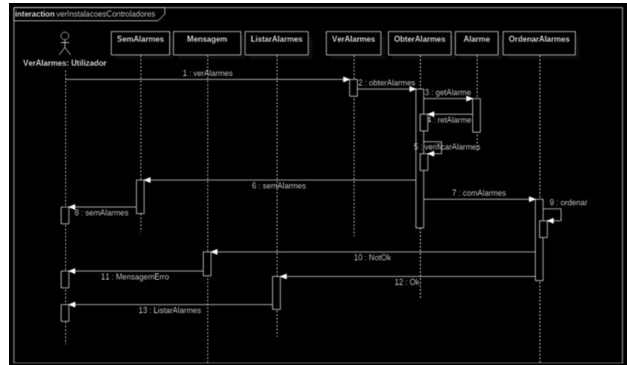 interaction verInstalacoesControladores
SemAlarmes Mensagem ListarAlarmes VerAlarmes ObterAlarmes Alarme OrdenarAlarmes
VerAlarmes: Utilizador
1 : verAlarmes
2 : obterAlarmes
3 : getAlarme
4 : retAlarme
5 : verificarAlarmes
6 : semAlarmes
7 : comAlarmes
8 : semAlarmes
9 : ordenar
10 : NotOk
11 : MensagemErro
12 : Ok
13 : ListarAlarmes